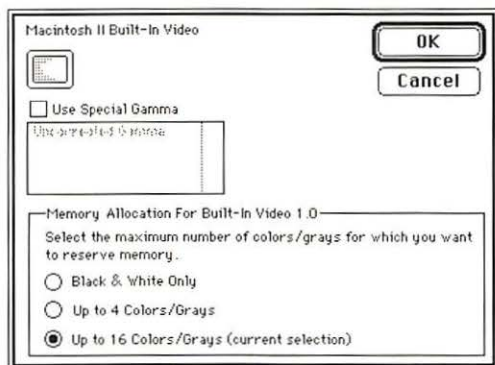 Macintosh II Built-In Video
OK
Cancel
Use Special Gamma
Uncorrected Gamma
Memory Allocation For Built-In Video 1.0
Select the maximum number of colors/grays for which you want
to reserve memory.
Black & White Only
Up to 4 Colors/Grays
Up to 16 Colors/Grays (current selection)